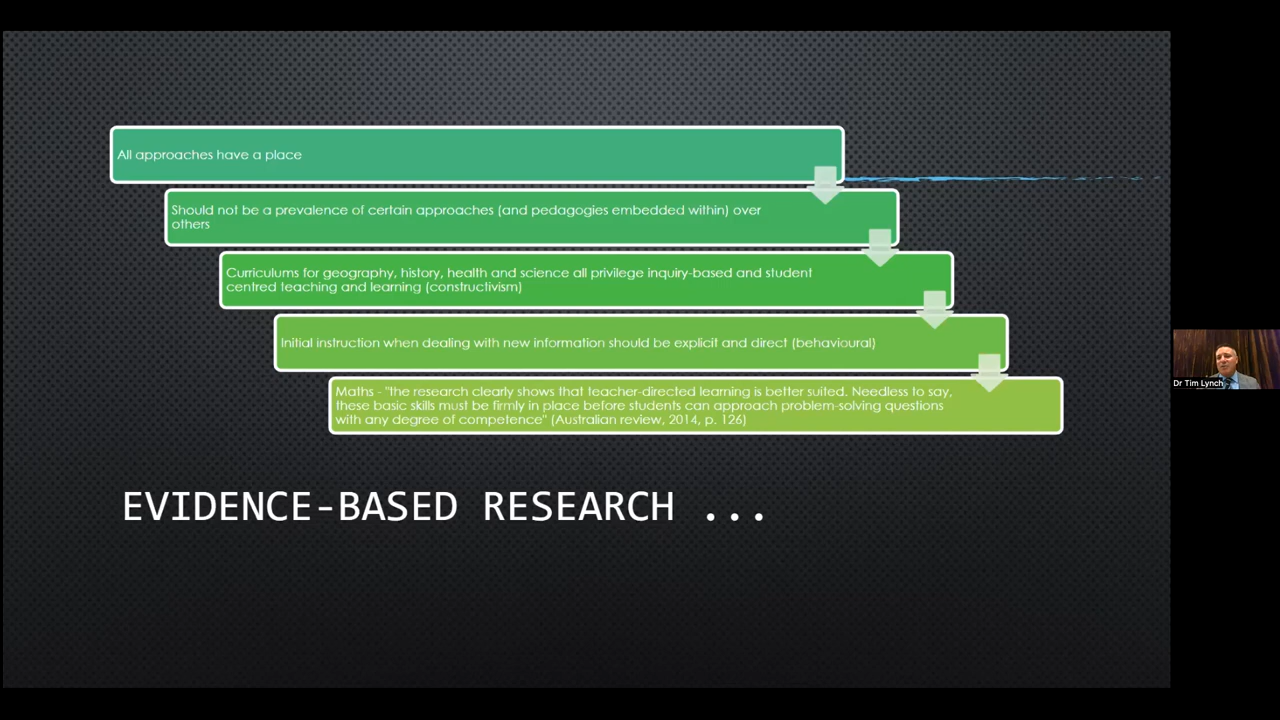 All approaches have a place
Should not be a prevalence of certain approaches (and pedagogies embedded within) over
others
Curriculums for geography, history, health and science all privilege inquiry-based and student
centred teaching and learning (constructivism)
Initial instruction when dealing with new information should be explicit and direct (behavioural)
Maths - "the research clearly shows that teacher-directed learning is better suited. Needless to say,
these basic skills must be firmly in place before students can approach problem-solving questions
with any degree of competence" (Australian review, 2014, p. 126)
EVIDENCE-BASED RESEARCH ...
Dr Tim Lynch